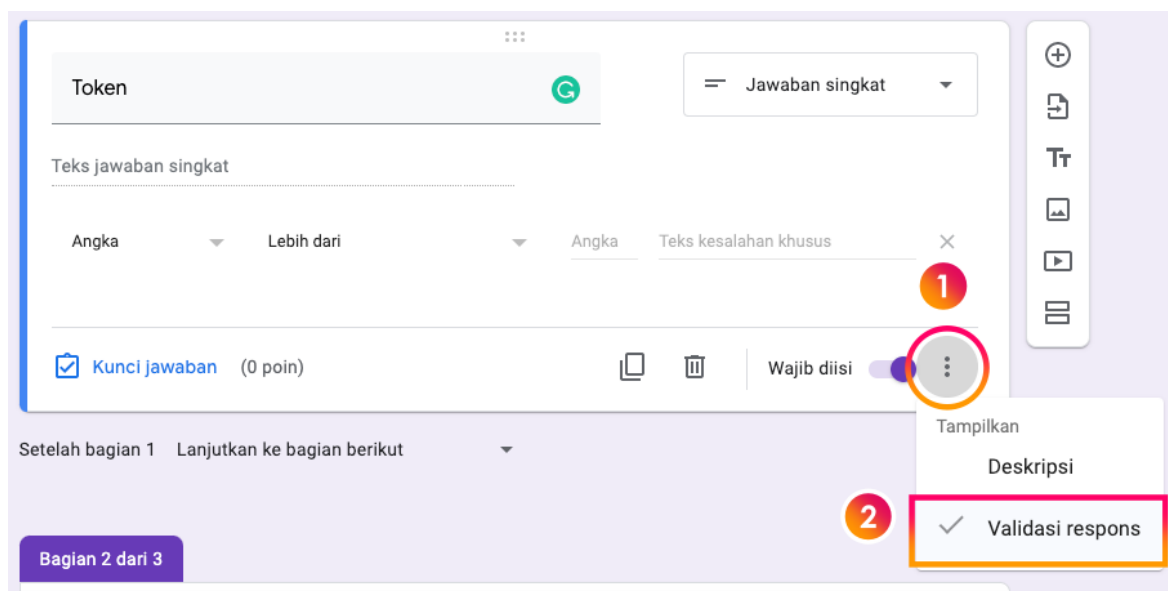 Token
Jawaban singkat
Teks jawaban singkat
Angka Lebih dari Angka Teks kesalahan khusus
1
Kunci jawaban (0 poin) Wajib diisi
Tampilkan
Setelah bagian 1 Lanjutkan ke bagian berikut
Deskripsi
2 Validasi respons
Bagian 2 dari 3